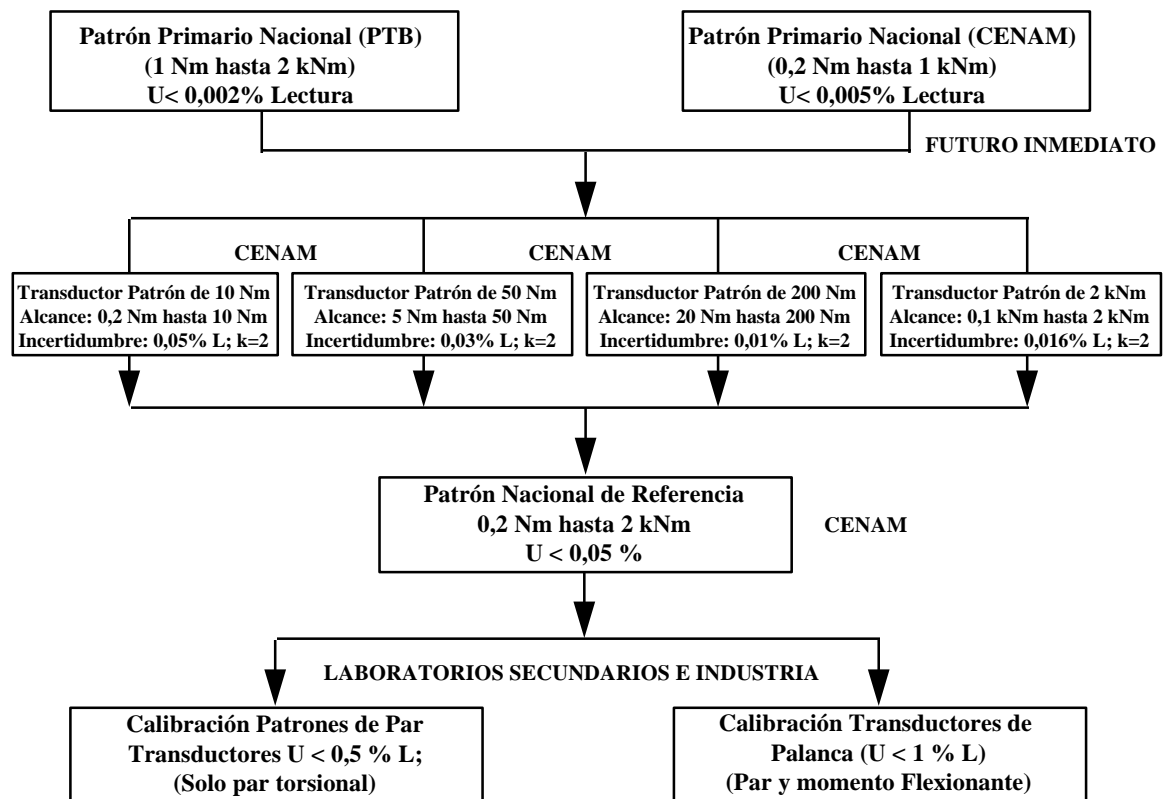 Patrón Primario Nacional (PTB)
(1 Nm hasta 2 kNm)
U< 0,002% Lectura
Patrón Primario Nacional (CENAM)
(0,2 Nm hasta 1 kNm)
U< 0,005% Lectura
FUTURO INMEDIATO
CENAM
CENAM
CENAM
Transductor Patrón de 10 Nm
Alcance: 0,2 Nm hasta 10 Nm
Incertidumbre: 0,05% L; k=2
Transductor Patrón de 50 Nm
Alcance: 5 Nm hasta 50 Nm
Incertidumbre: 0,03% L; k=2
Transductor Patrón de 200 Nm
Alcance: 20 Nm hasta 200 Nm
Incertidumbre: 0,01% L; k=2
Transductor Patrón de 2 kNm
Alcance: 0,1 kNm hasta 2 kNm
Incertidumbre: 0,016% L; k=2
Patrón Nacional de Referencia
0,2 Nm hasta 2 kNm
U < 0,05 %
CENAM
LABORATORIOS SECUNDARIOS E INDUSTRIA
Calibración Patrones de Par
Transductores U < 0,5 % L;
(Solo par torsional)
Calibración Transductores de
Palanca (U < 1 % L)
(Par y momento Flexionante)